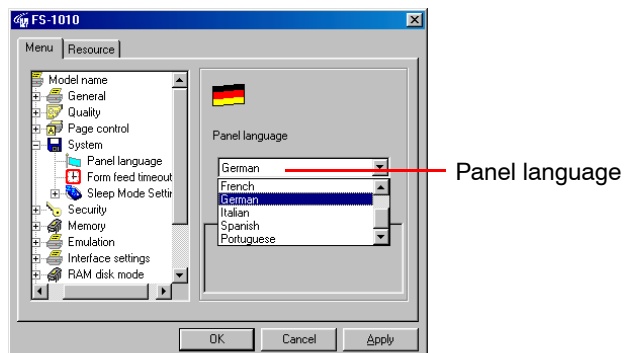 FS-1010
Menu
Resource
Model name
General
Quality
Page control
System
Panel language
Form feed timeout
Sleep Mode Settin
Security
Memory
Emulation
Interface settings
RAM disk mode
Panel language
German
French
German
Italian
Spanish
Portuguese
Panel language
OK
Cancel
Apply